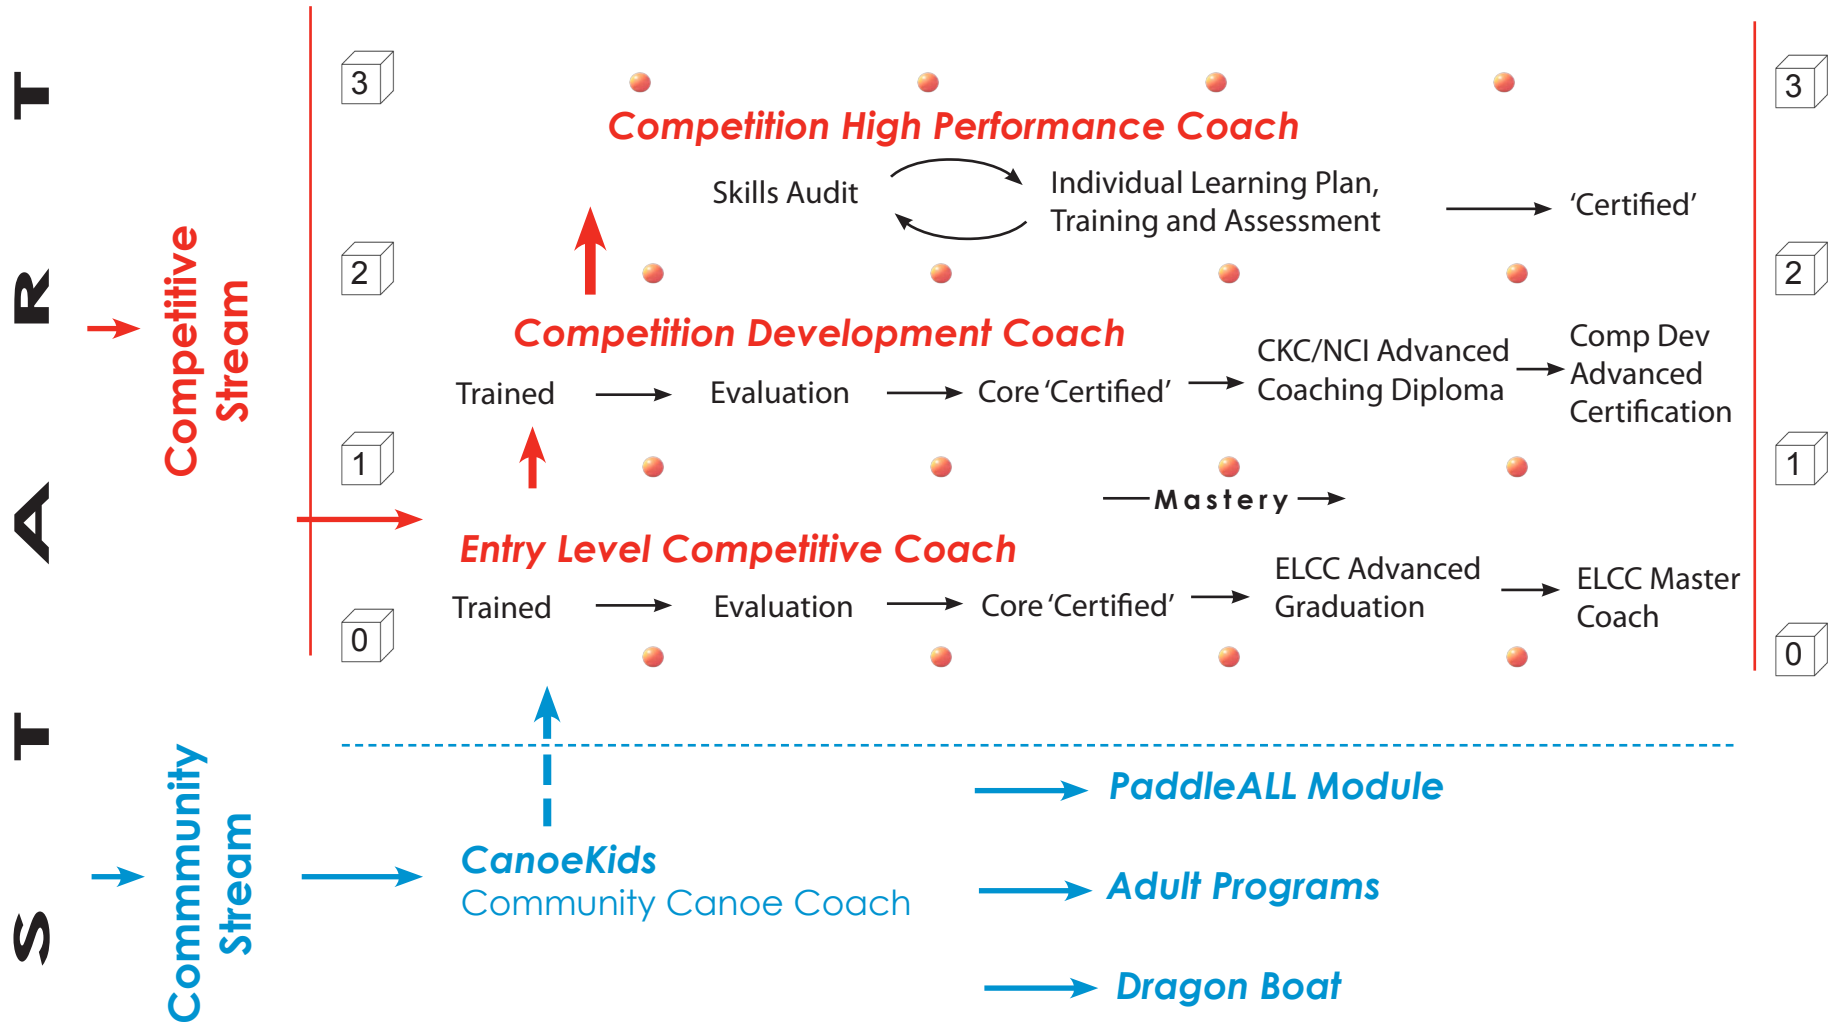 START
Competitive
Stream
Commmunity
Stream
3
3
Competition High Performance Coach
Skills Audit
Individual Learning Plan,
Training and Assessment
‘Certified’
2
2
Competition Development Coach
Trained
Evaluation
Core ‘Certified’
CKC/NCI Advanced
Coaching Diploma
Comp Dev
Advanced
Certification
1
1
Mastery
Entry Level Competitive Coach
Trained
Evaluation
Core ‘Certified’
ELCC Advanced
Graduation
ELCC Master
Coach
0
0
PaddleALL Module
CanoeKids
Community Canoe Coach
Adult Programs
Dragon Boat